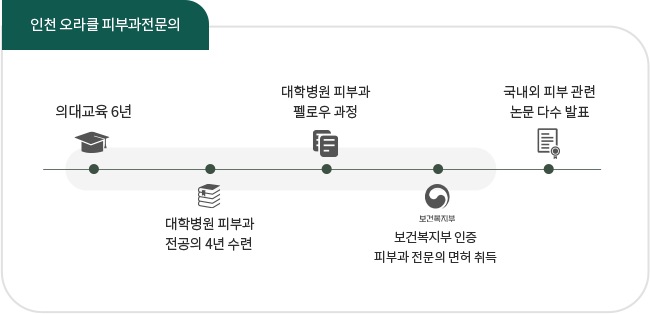 인천 오라클 피부과전문의
의대교육 6년
대학병원 피부과
전공의 4년 수련
대학병원 피부과
펠로우 과정
보건복지부
보건복지부 인증
피부과 전문의 면허 취득
국내외 피부 관련
논문 다수 발표